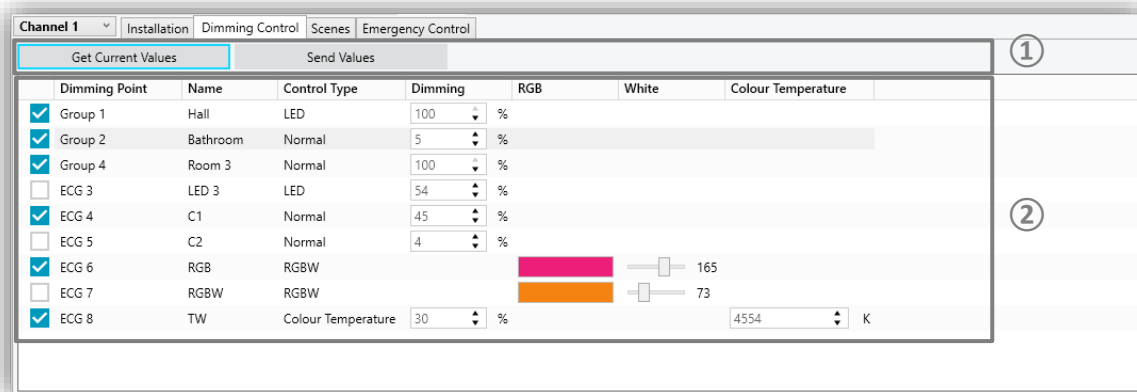 Channel 1 Installation Dimming Control Scenes Emergency Control
Get Current Values Send Values ①
Dimming Point Name Control Type Dimming RGB White Colour Temperature
Group 1 Hall LED 100 %
Group 2 Bathroom Normal 5 %
Group 4 Room 3 Normal 100 %
ECG 3 LED 3 LED 54 %
ECG 4 C1 Normal 45 % ②
ECG 5 C2 Normal 4 %
ECG 6 RGB RGBW 165
ECG 7 RGBW RGBW 73
ECG 8 TW Colour Temperature 30 % 4554 K